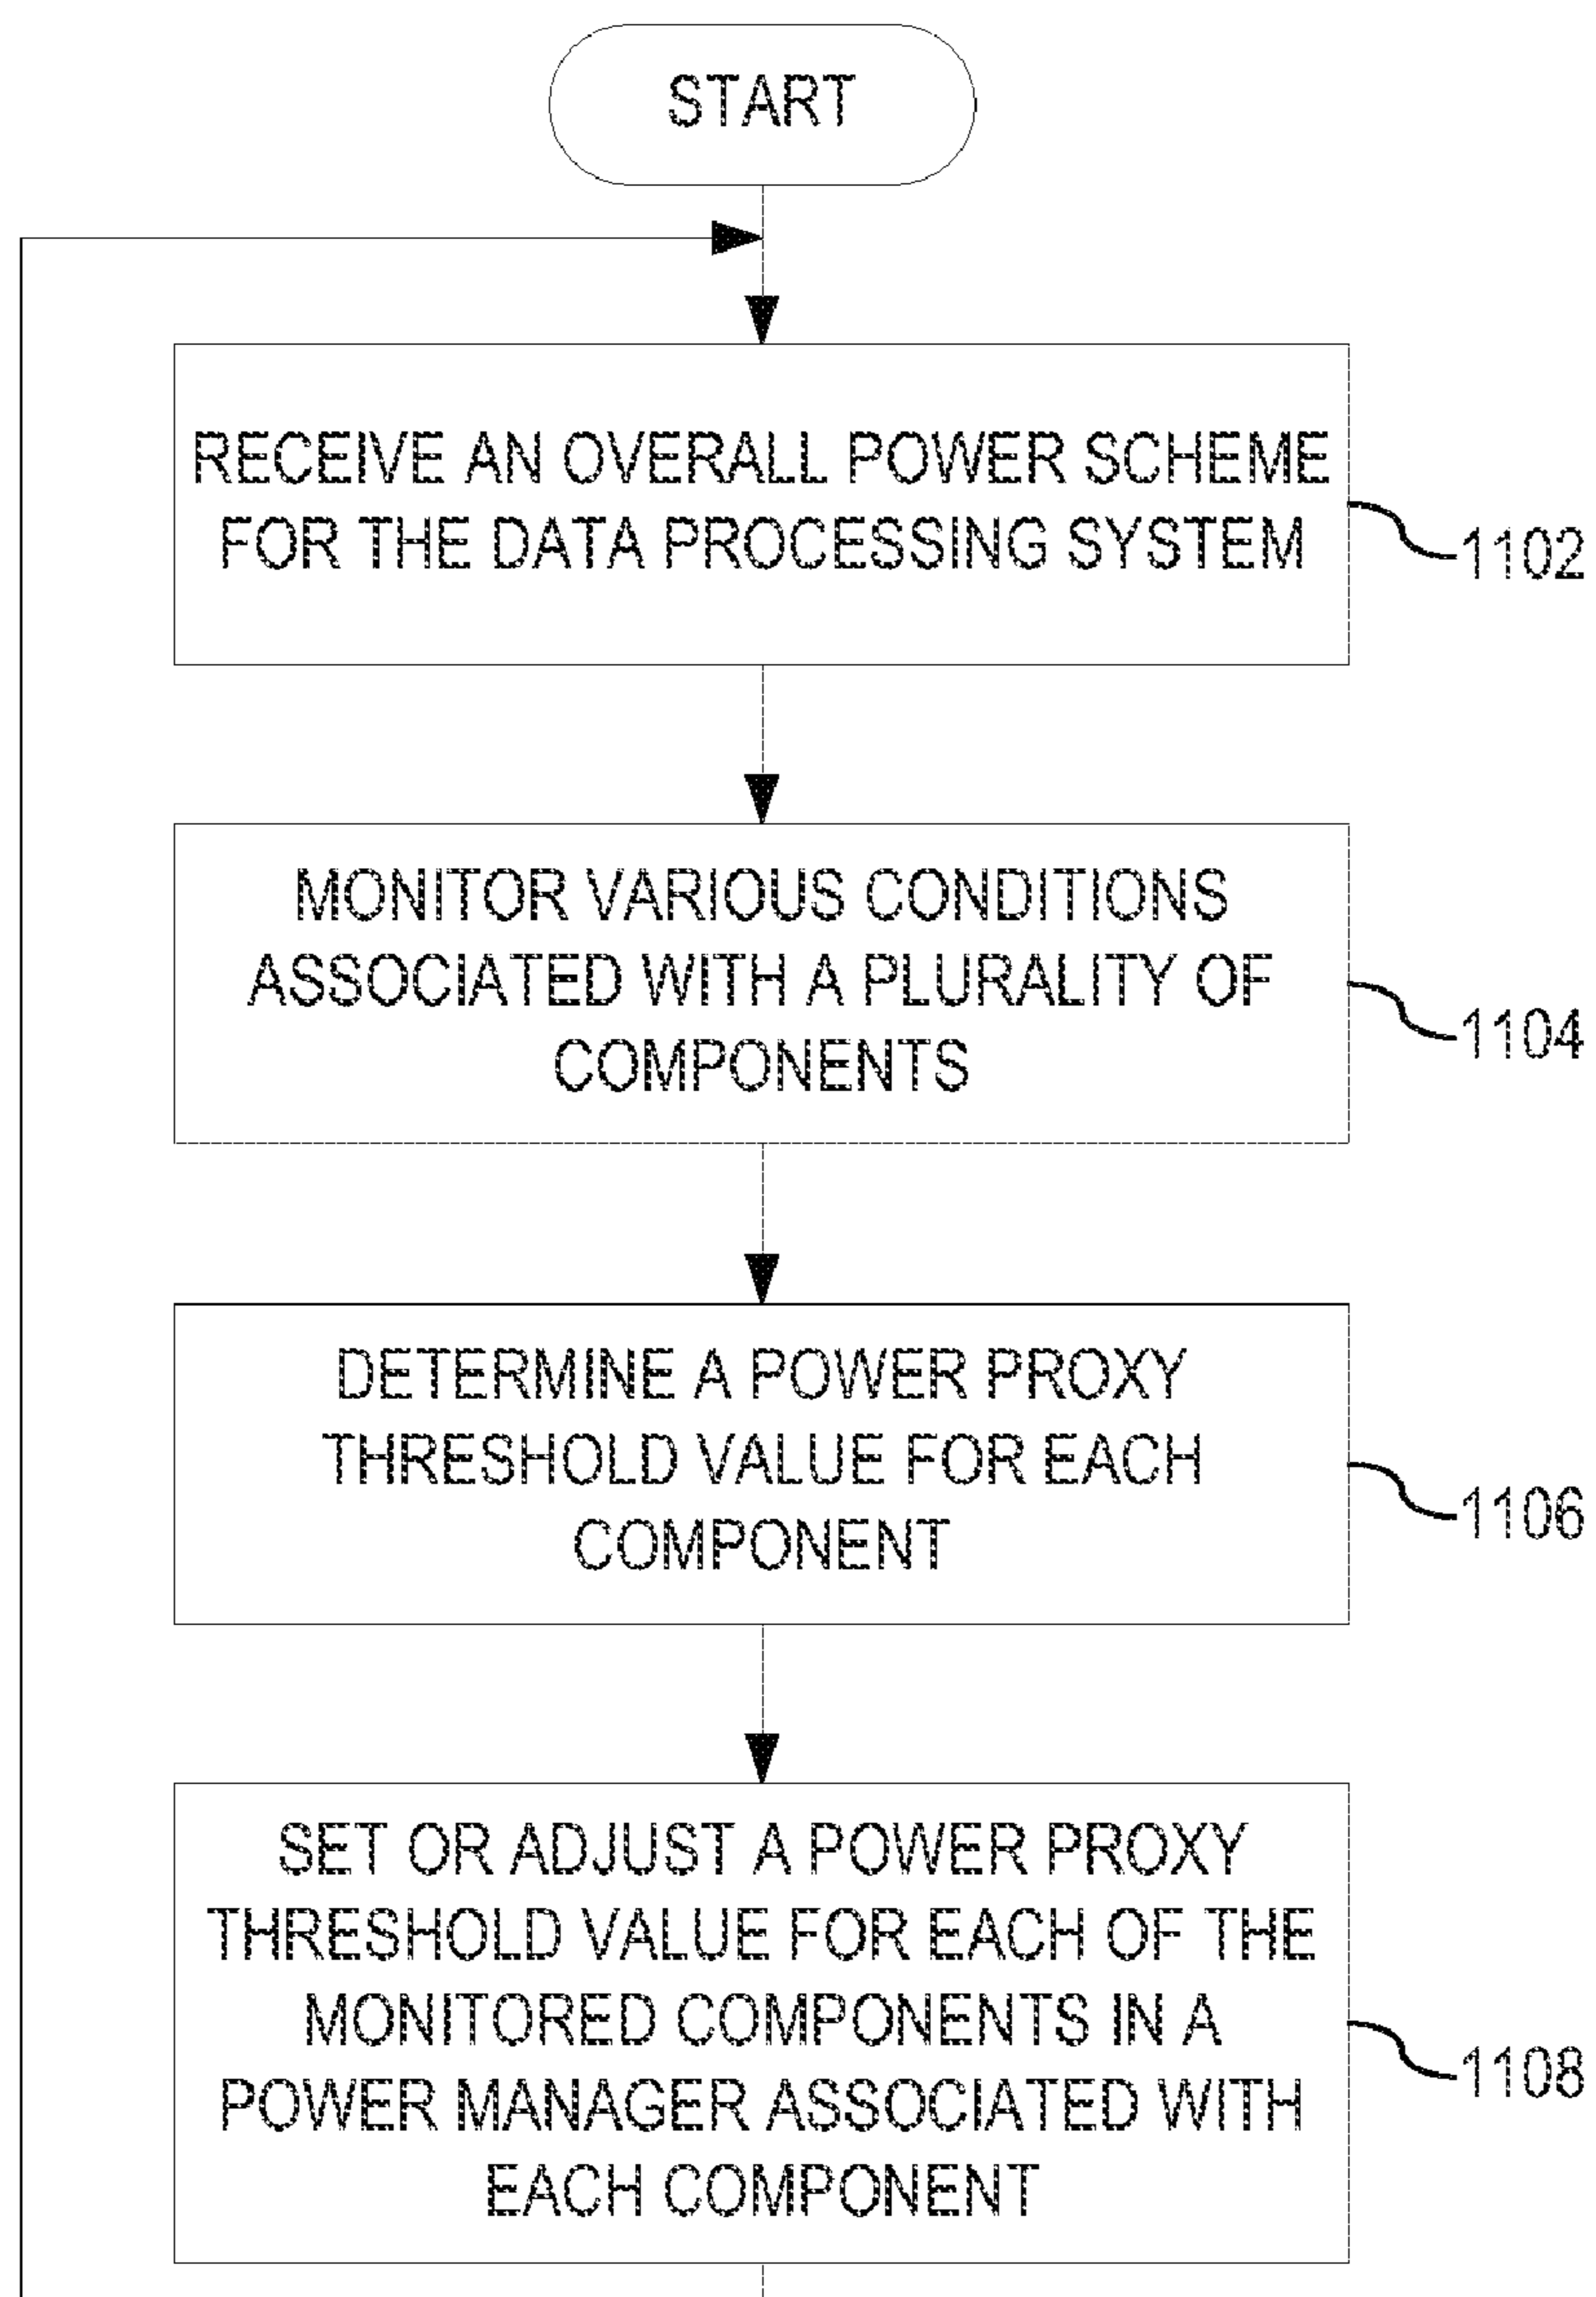 START
RECEIVE AN OVERALL POWER SCHEME
FOR THE DATA PROCESSING SYSTEM
1102
MONITOR VARIOUS CONDITIONS
ASSOCIATED WITH A PLURALITY OF
COMPONENTS
1104
DETERMINE A POWER PROXY
THRESHOLD VALUE FOR EACH
COMPONENT
1106
SET OR ADJUST A POWER PROXY
THRESHOLD VALUE FOR EACH OF THE
MONITORED COMPONENTS IN A
POWER MANAGER ASSOCIATED WITH
EACH COMPONENT
1108